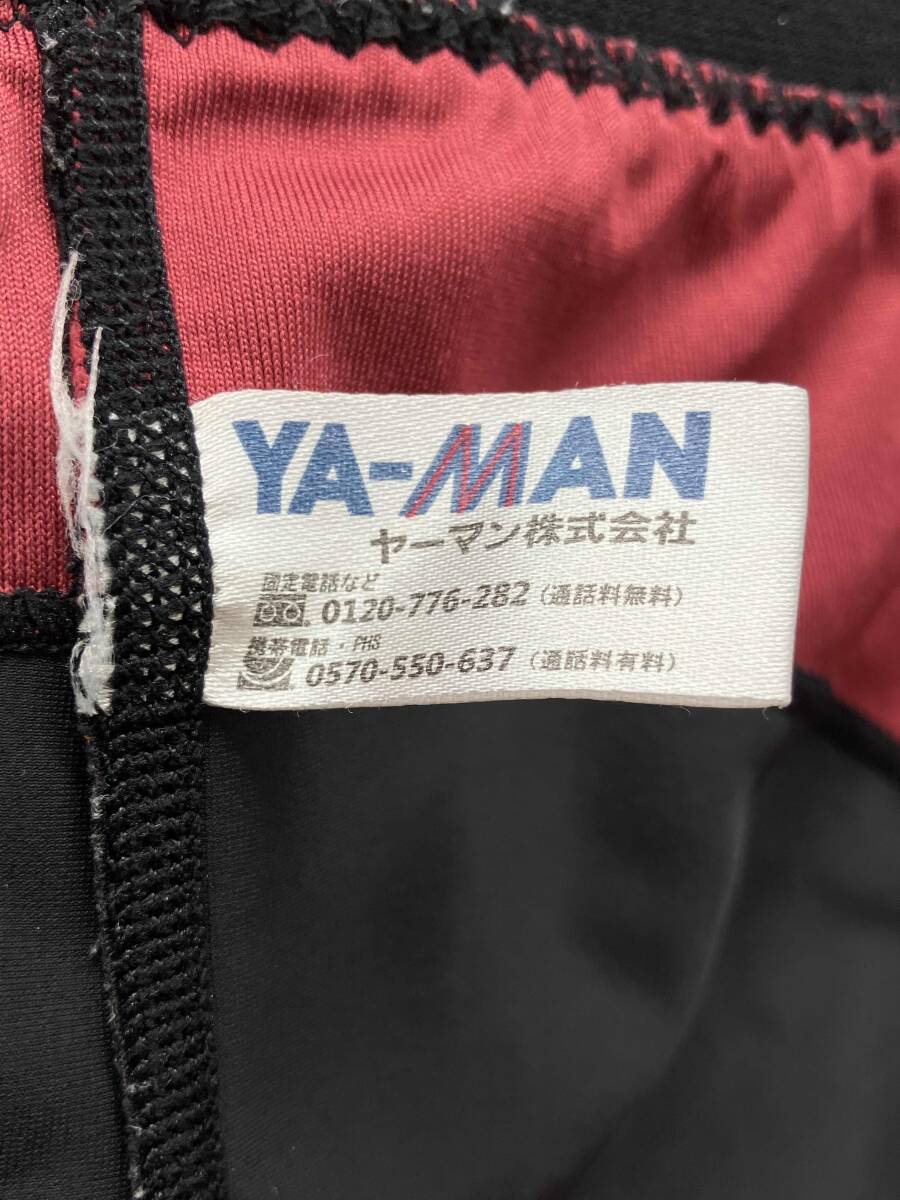 YA-MAN
ヤーマン株式会社
固定電話など
0120-776-282（通話料無料）
携帯電話・PHS
0570-550-637（通話料有料）